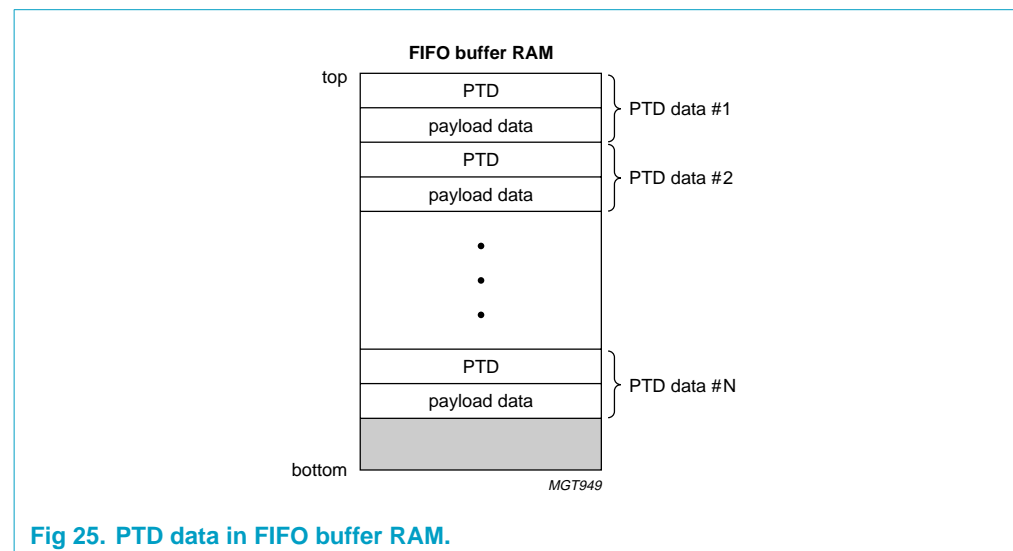 FIFO buffer RAM
top
PTD
payload data
PTD data #1
PTD
payload data
PTD data #2
PTD
payload data
PTD data #N
bottom
MGT949
Fig 25. PTD data in FIFO buffer RAM.